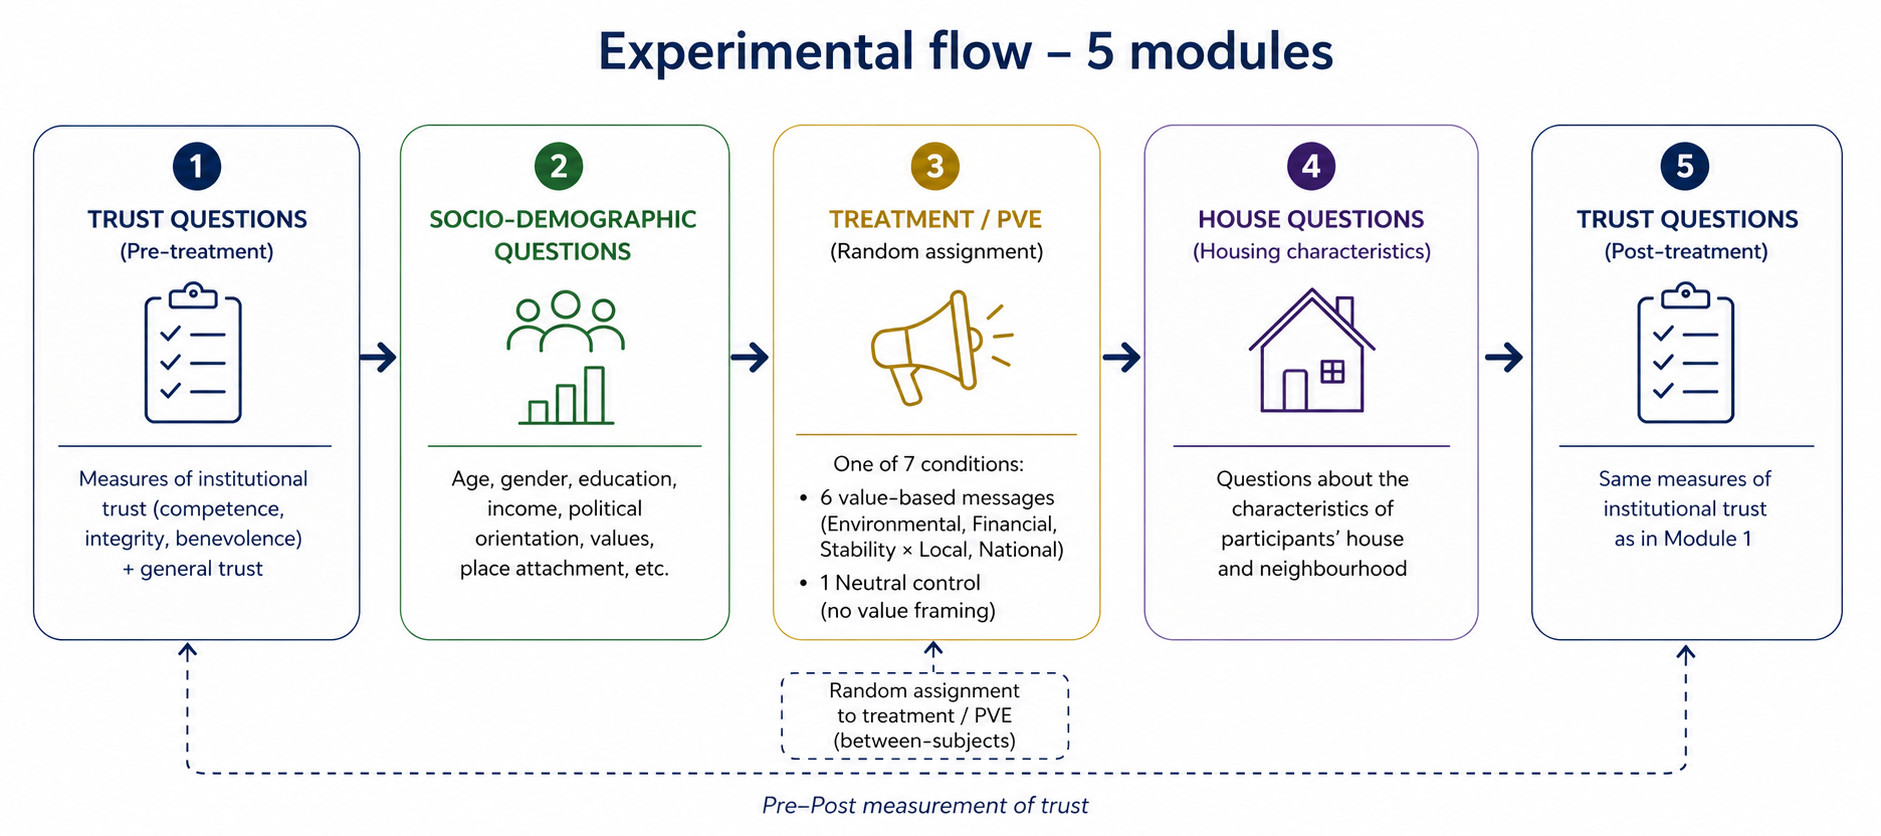 Experimental flow – 5 modules
1
TRUST QUESTIONS
(Pre-treatment)
Measures of institutional
trust (competence,
integrity, benevolence)
+ general trust
2
SOCIO-DEMOGRAPHIC
QUESTIONS
Age, gender, education,
income, political
orientation, values,
place attachment, etc.
3
TREATMENT / PVE
(Random assignment)
One of 7 conditions:
• 6 value-based messages
(Environmental, Financial,
Stability × Local, National)
• 1 Neutral control
(no value framing)
Random assignment
to treatment / PVE
(between-subjects)
4
HOUSE QUESTIONS
(Housing characteristics)
Questions about the
characteristics of
participants’ house
and neighbourhood
5
TRUST QUESTIONS
(Post-treatment)
Same measures of
institutional trust
as in Module 1
Pre–Post measurement of trust